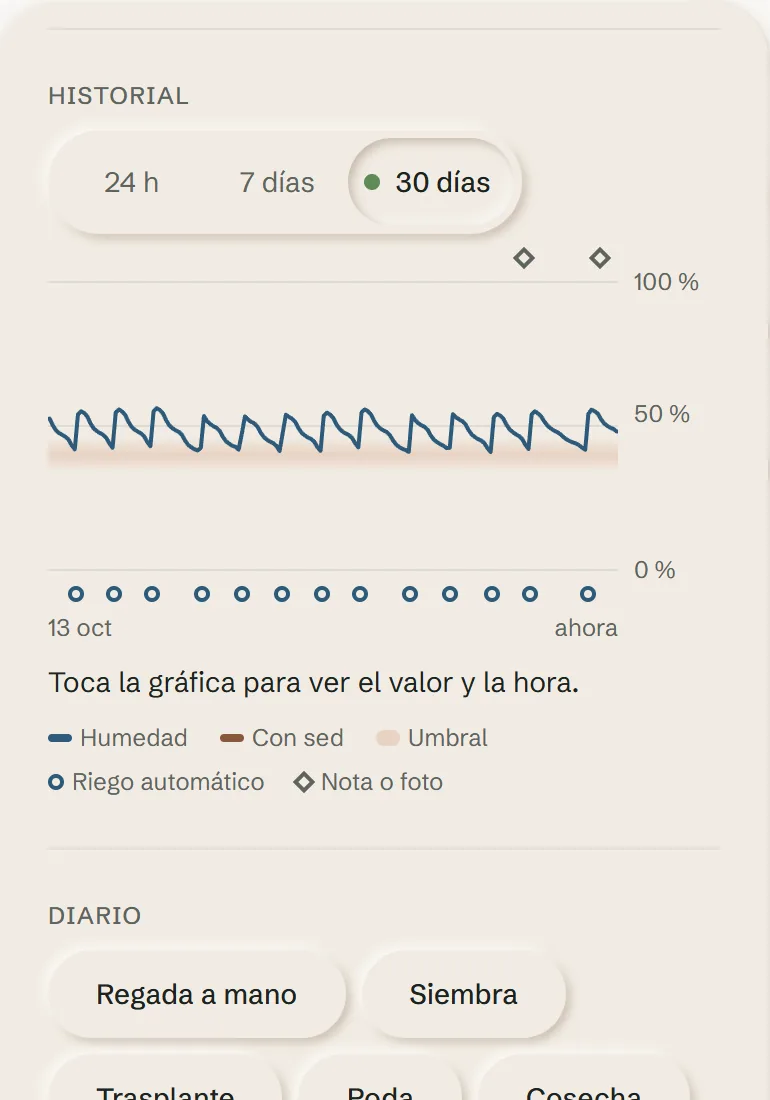 HISTORIAL
24 h 7 días 30 días
100 %
50 %
0 %
13 oct ahora
Toca la gráfica para ver el valor y la hora.
Humedad Con sed Umbral
Riego automático Nota o foto
DIARIO
Regada a mano Siembra
Trasplante Poda Cosecha